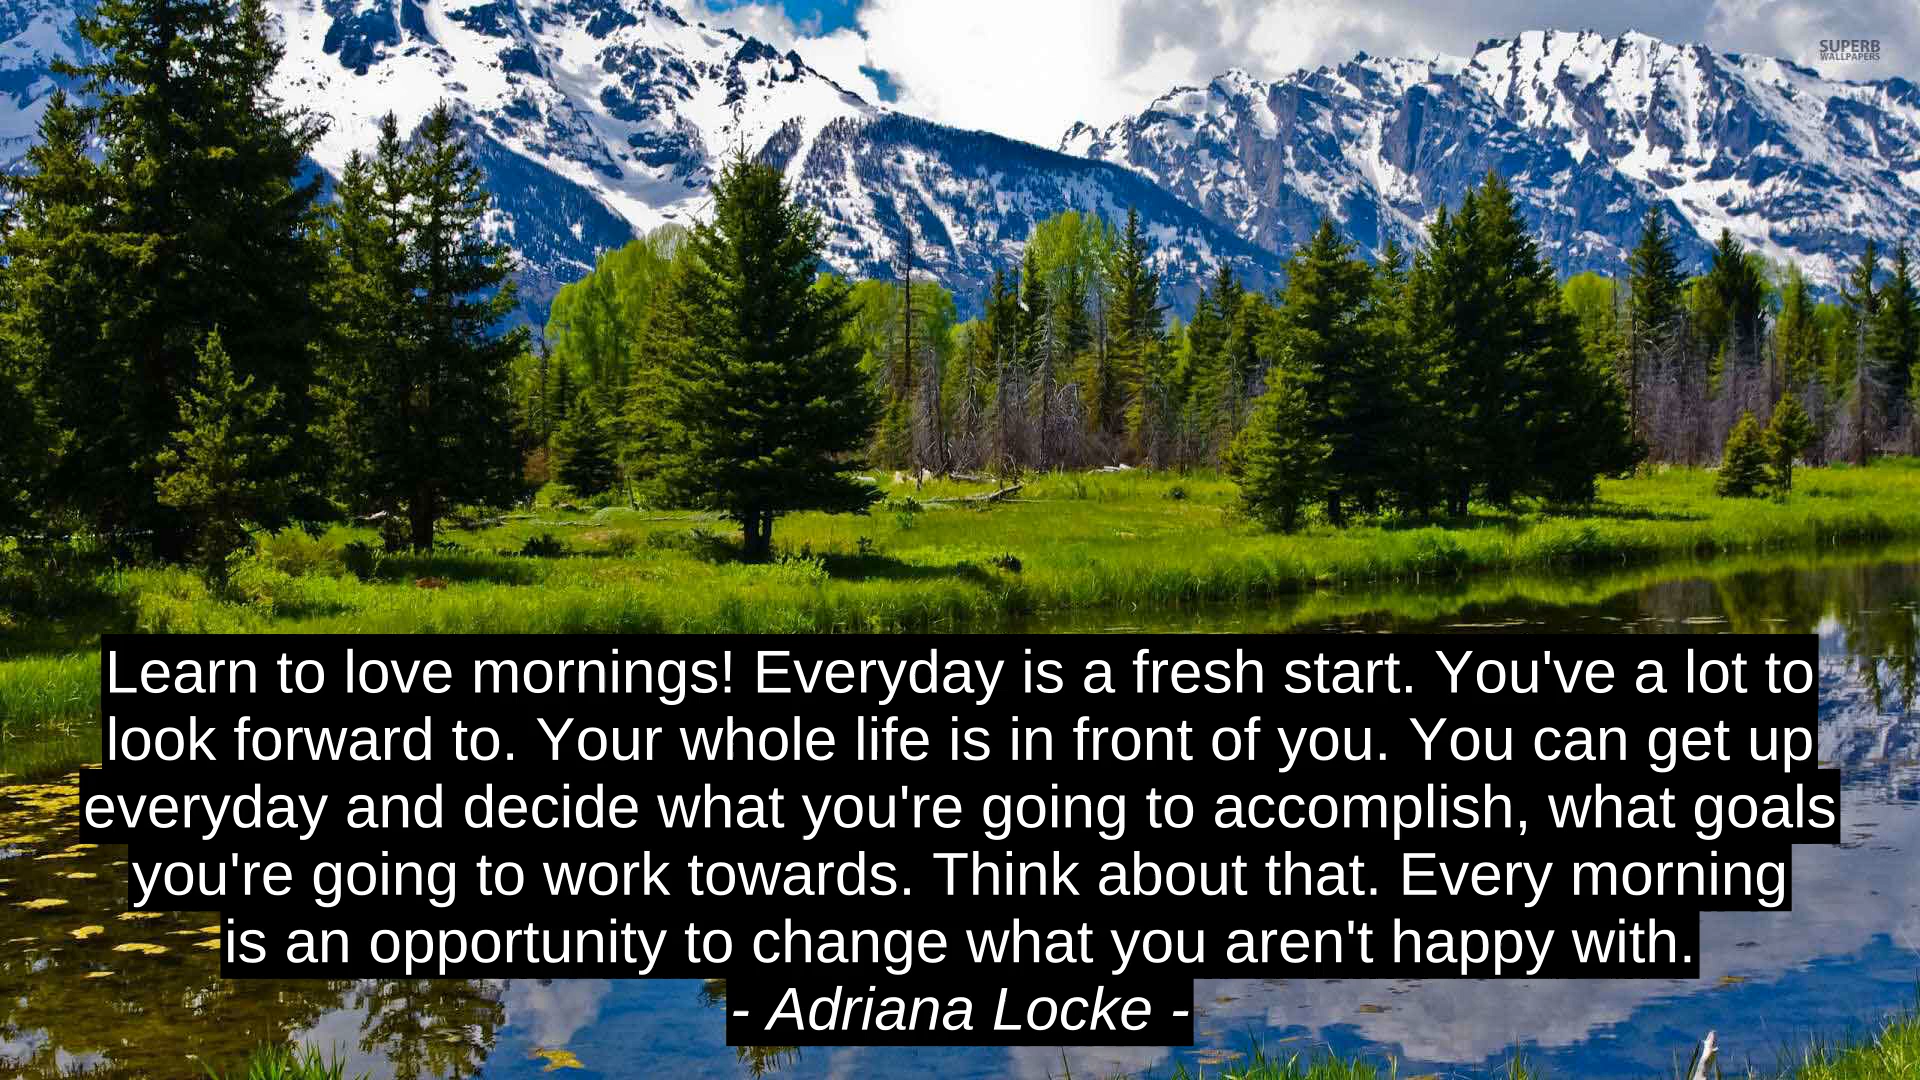 SUPERB
WALLPAPERS
Learn to love mornings! Everyday is a fresh start. You've a lot to
look forward to. Your whole life is in front of you. You can get up
everyday and decide what you're going to accomplish, what goals
you're going to work towards. Think about that. Every morning
is an opportunity to change what you aren't happy with.
- Adriana Locke -